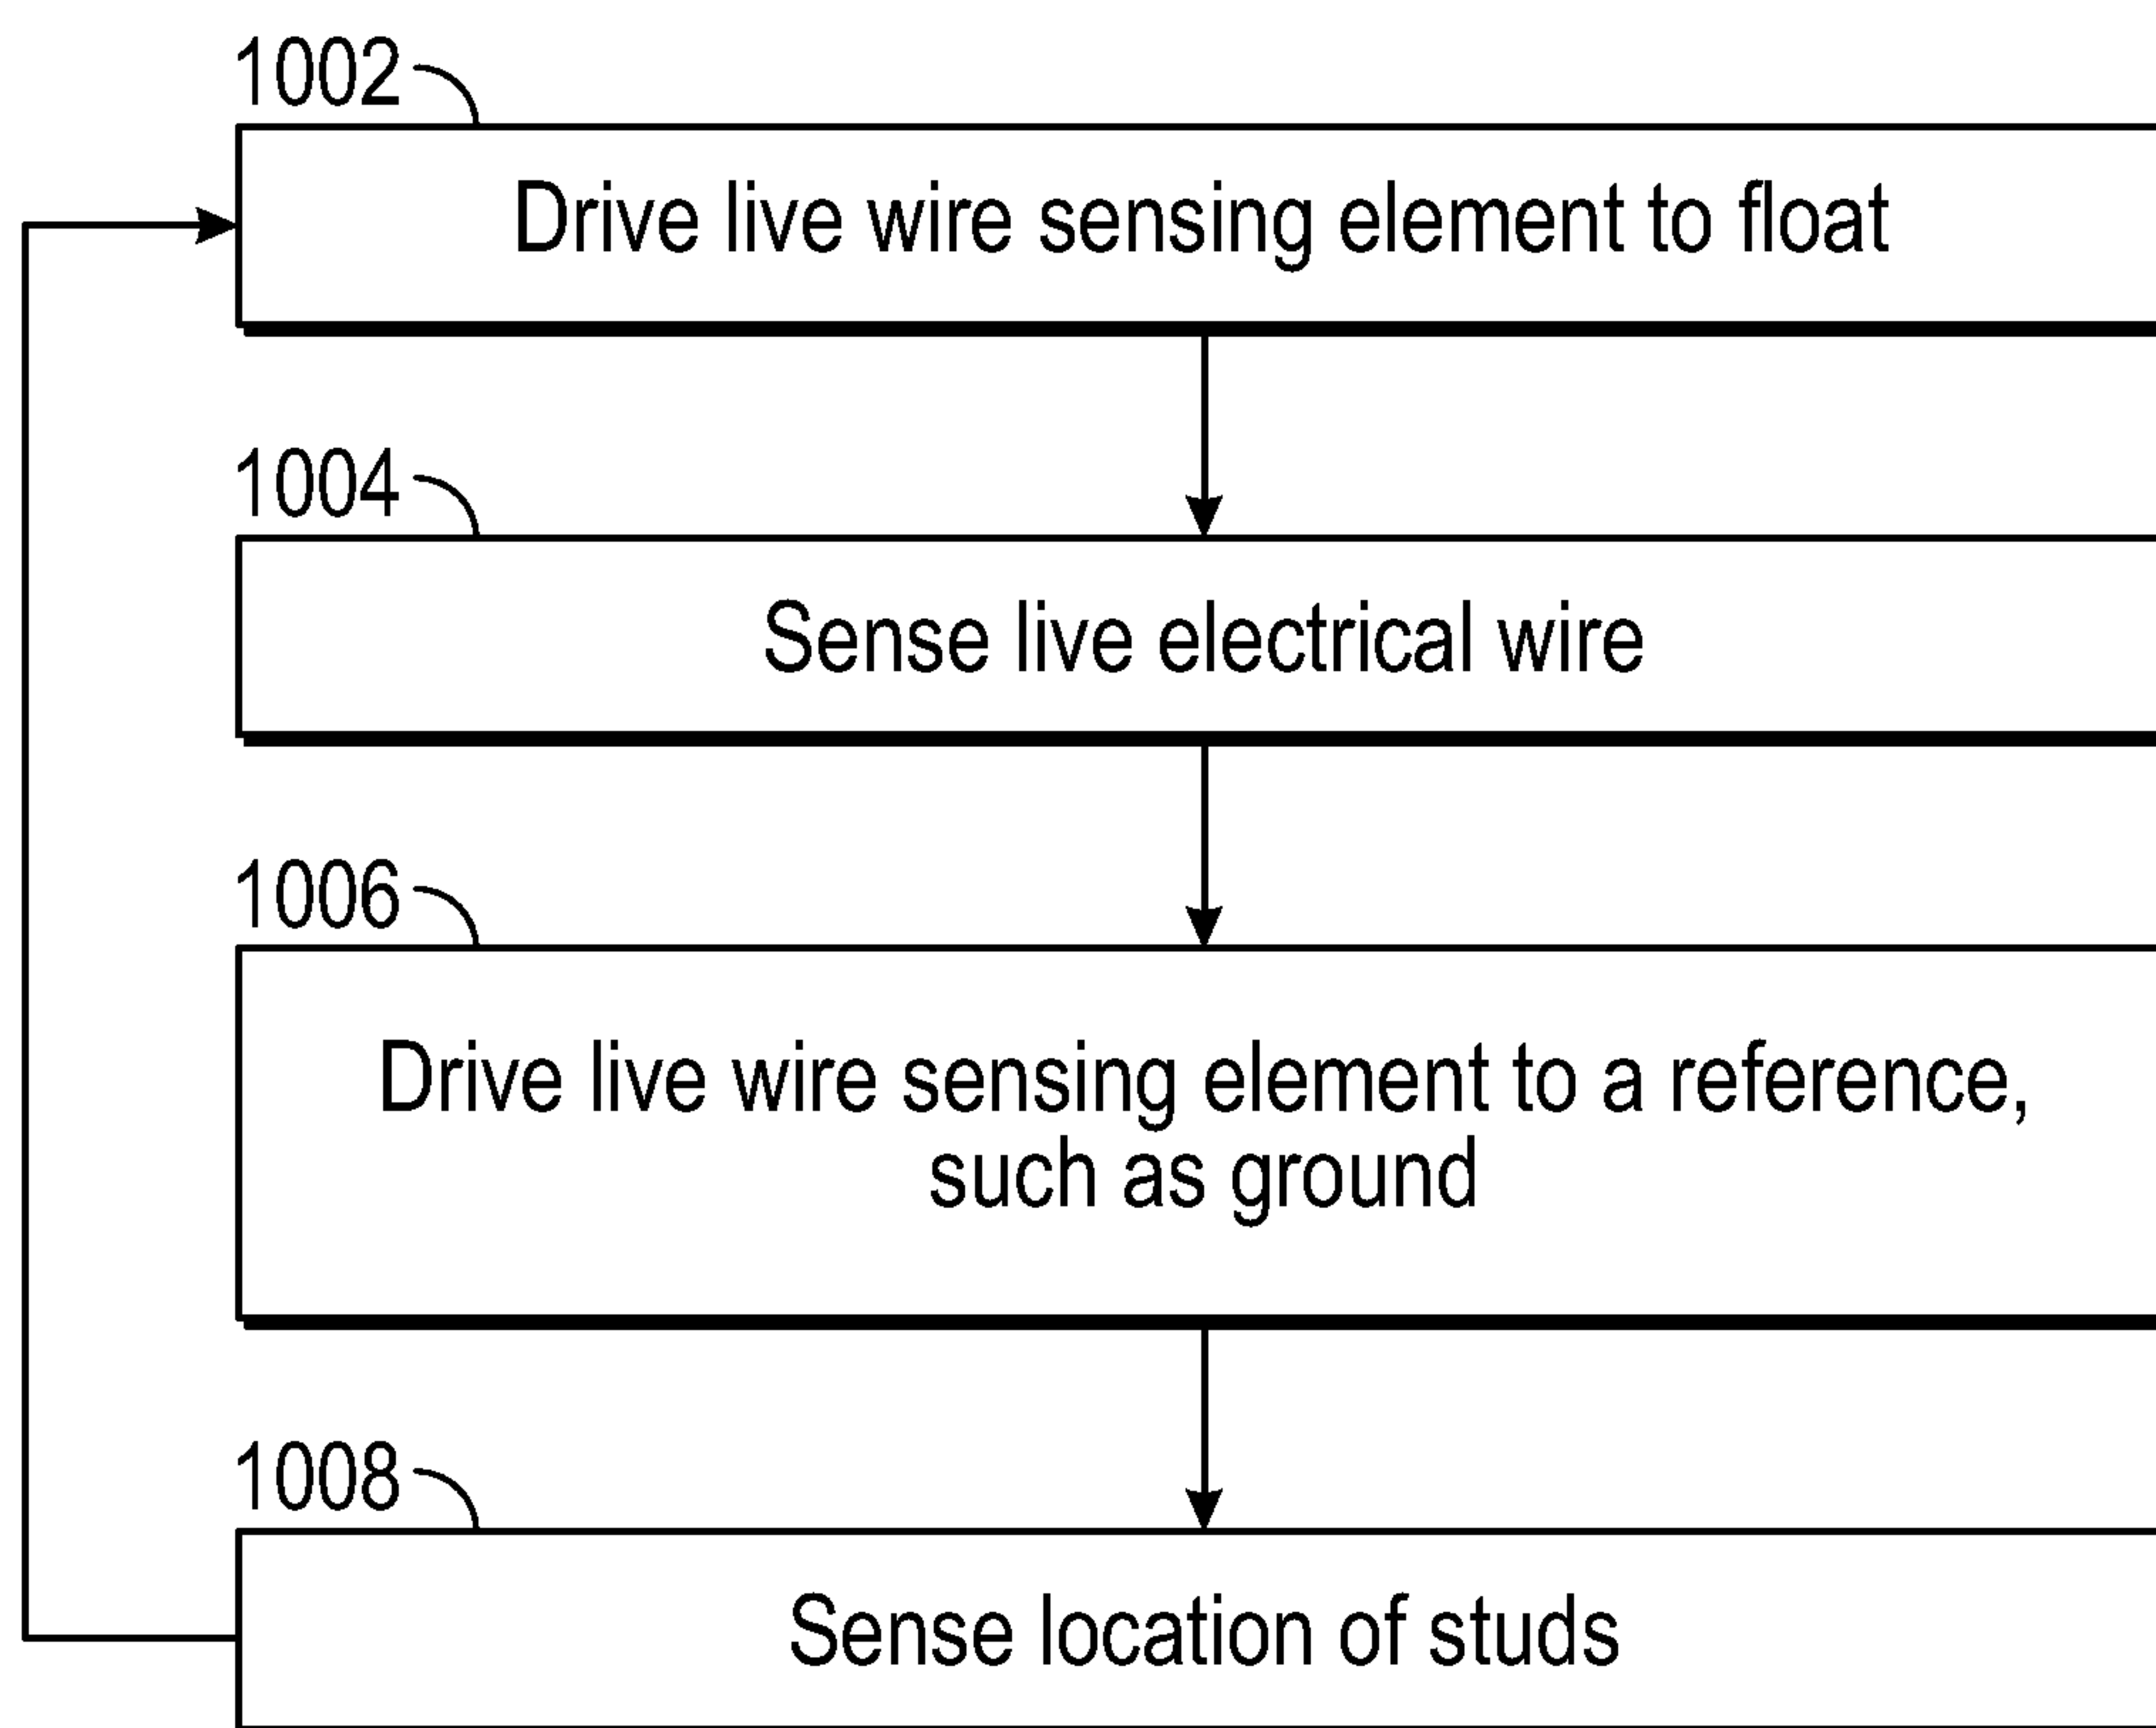 1002
Drive live wire sensing element to float
1004
Sense live electrical wire
1006
Drive live wire sensing element to a reference,
such as ground
1008
Sense location of studs